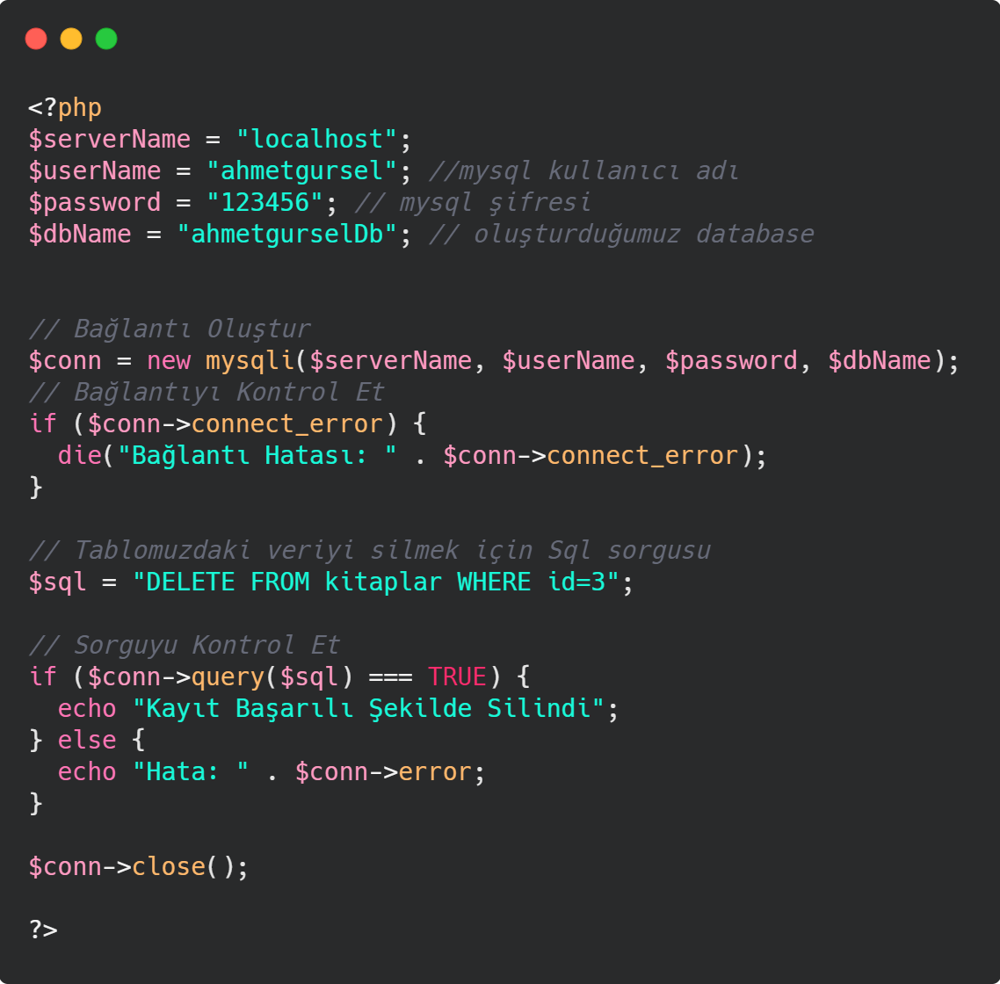 <?php
$serverName = "localhost";
$userName = "ahmetgursel"; //mysql kullanıcı adı
$password = "123456"; // mysql şifresi
$dbName = "ahmetgurselDb"; // oluşturduğumuz database
// Bağlantı Oluştur
$conn = new mysqli($serverName, $userName, $password, $dbName);
// Bağlantıyı Kontrol Et
if ($conn->connect_error) {
  die("Bağlantı Hatası: " . $conn->connect_error);
}
// Tablomuzdaki veriyi silmek için Sql sorgusu
$sql = "DELETE FROM kitaplar WHERE id=3";
// Sorguyu Kontrol Et
if ($conn->query($sql) === TRUE) {
  echo "Kayıt Başarılı Şekilde Silindi";
} else {
  echo "Hata: " . $conn->error;
}
$conn->close();
?>